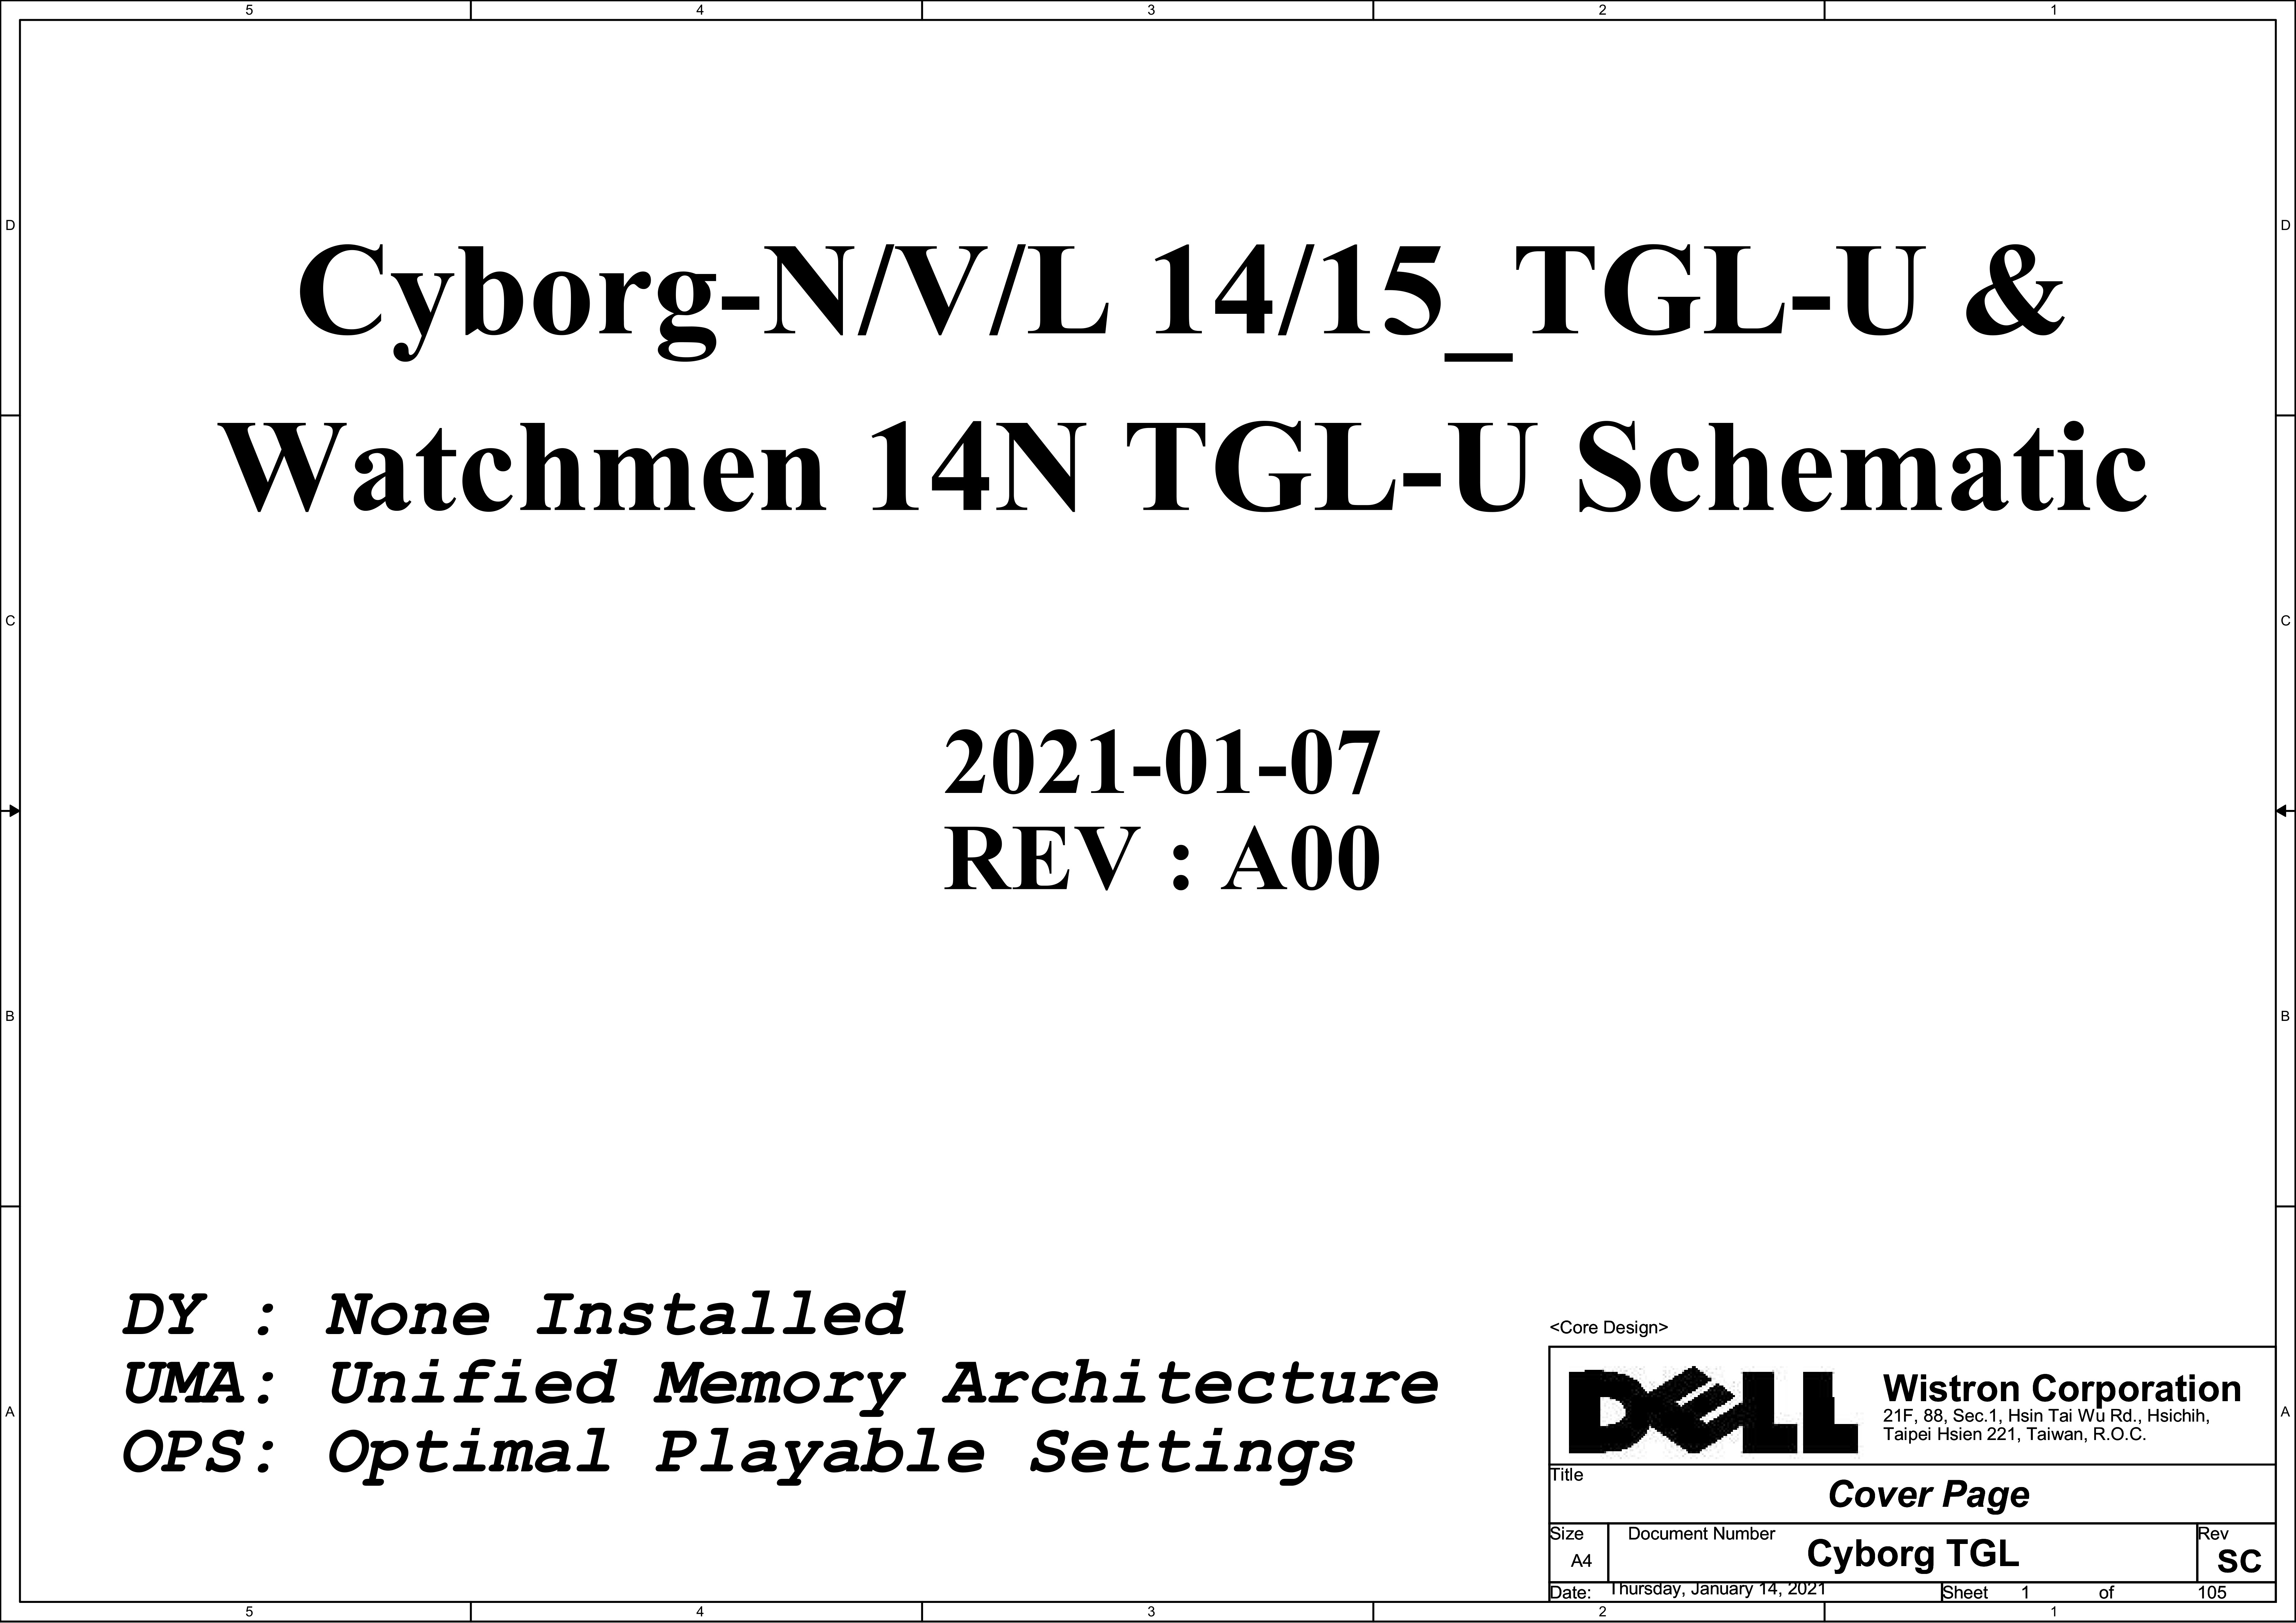 5 4 3 2 1
D D
Cyborg-N/V/L 14/15_TGL-U &
Watchmen 14N TGL-U Schematic
C C
2021-01-07
REV : A00
B B
DY : None Installed
UMA: Unified Memory Architecture
OPS: Optimal Playable Settings
A A
<Core Design>
DELL
Wistron Corporation
21F, 88, Sec.1, Hsin Tai Wu Rd., Hsichih,
Taipei Hsien 221, Taiwan, R.O.C.
Title
Cover Page
Size Document Number Rev
A4 Cyborg TGL SC
Date: Thursday, January 14, 2021 Sheet 1 of 105
5 4 3 2 1